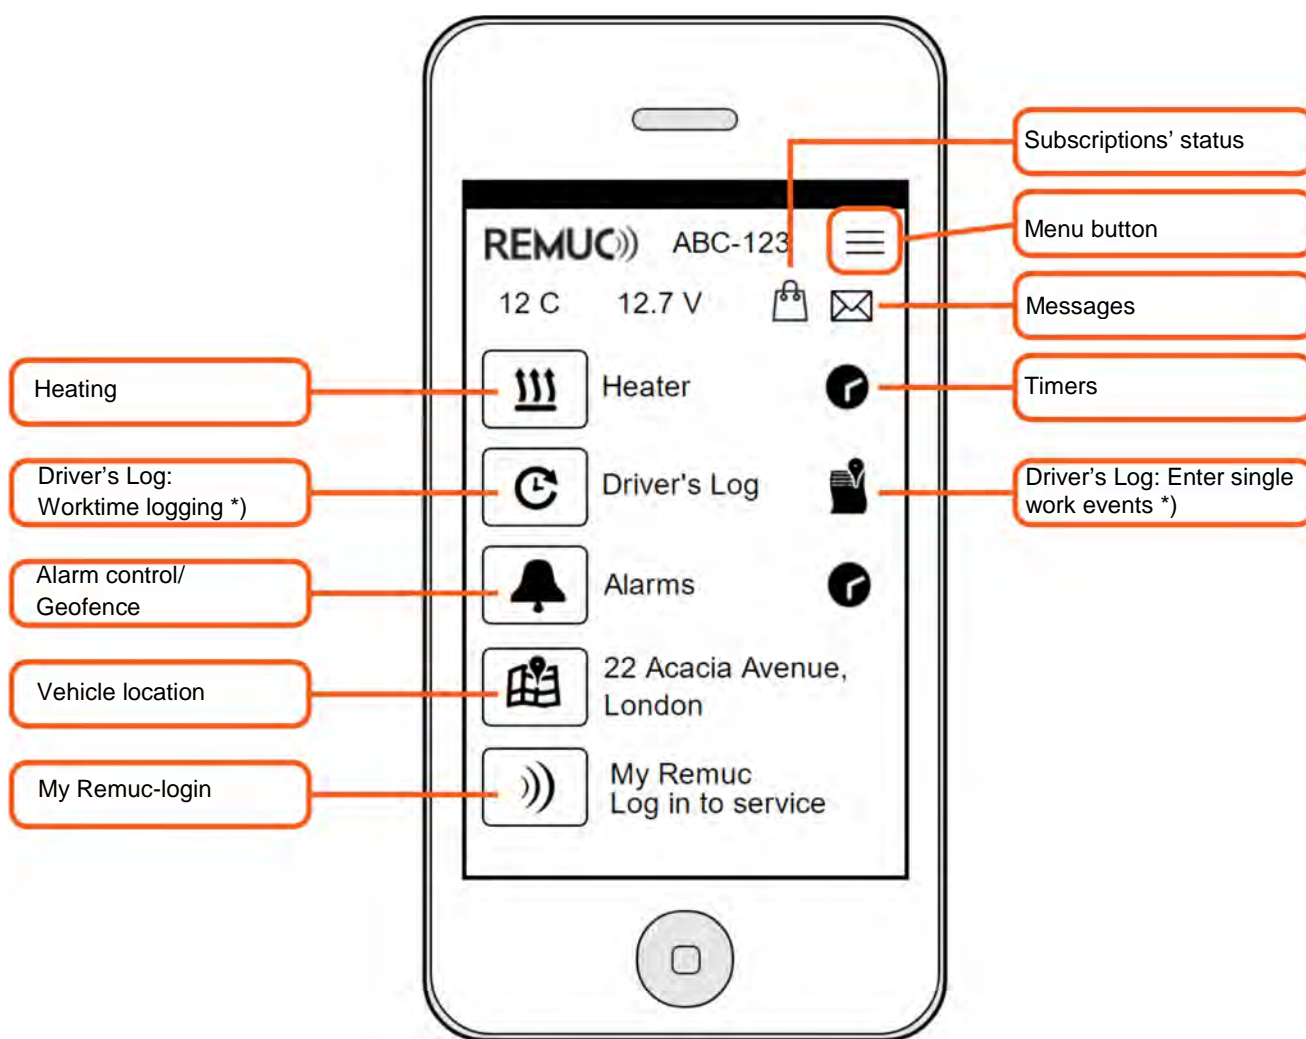 Subscriptions' status
REMUC ABC-123
Menu button
12 C 12.7 V
Messages
Heating
Heater
Timers
Driver's Log:
Worktime logging *)
Driver's Log
Driver's Log: Enter single
work events *)
Alarm control/
Geofence
Alarms
Vehicle location
22 Acacia Avenue,
London
My Remuc-login
My Remuc
Log in to service